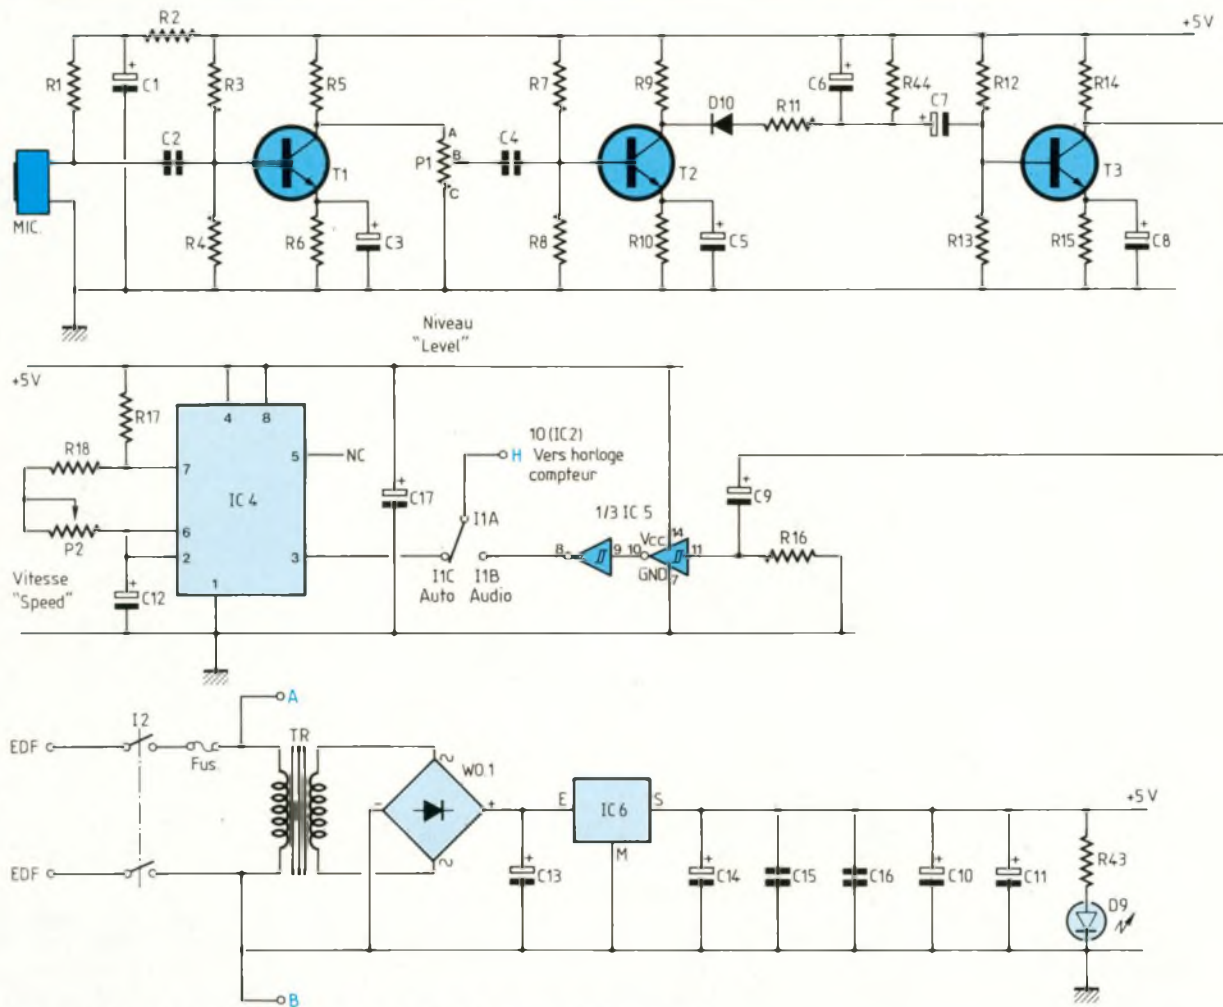 R2
+5V
R1
+
C1
R3
R5
R7
R9
D10
R11
+
C6
R44
C7
+
R12
R14
C2
MIC.
T1
A
B
C
P1
C4
T2
T3
R4
R6
+
C3
R8
R10
+
C5
R13
R15
+
C8
Niveau
"Level"
+5V
R17
4
8
R18
7
5
NC
IC 4
P2
6
2
3
1
Vitesse
"Speed"
+
C12
+
C17
10 (IC2)
H Vers horloge
compteur
I1A
I1C
Auto
I1B
Audio
1/3 IC 5
8
9
10
Vcc
14
11
GND
7
+
C9
R16
A
EDF
I2
Fus.
TR
W0.1
-
+
E
IC 6
S
M
+5V
EDF
+
C13
+
C14
C15
C16
+
C10
+
C11
R43
D9
B